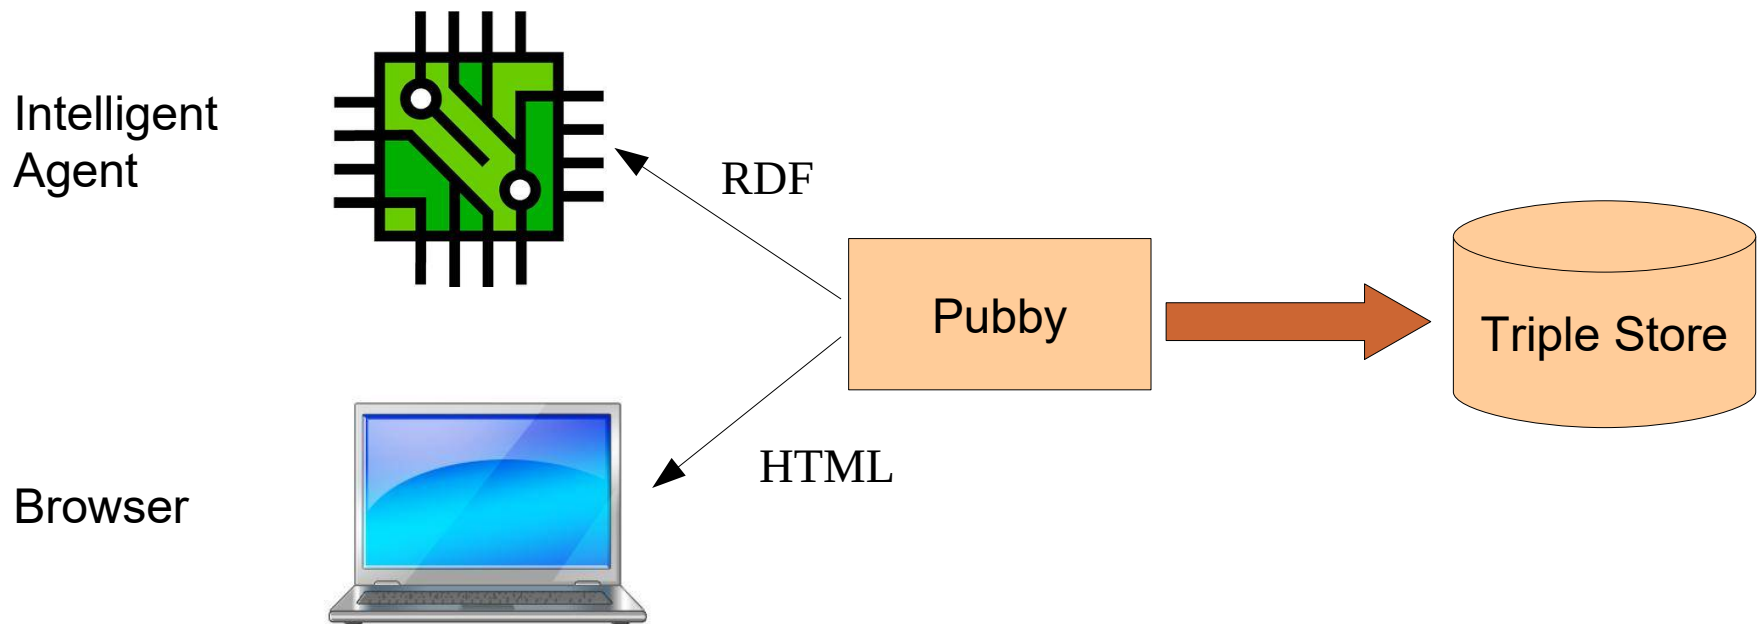 Intelligent
Agent
RDF
Pubby
Triple Store
HTML
Browser